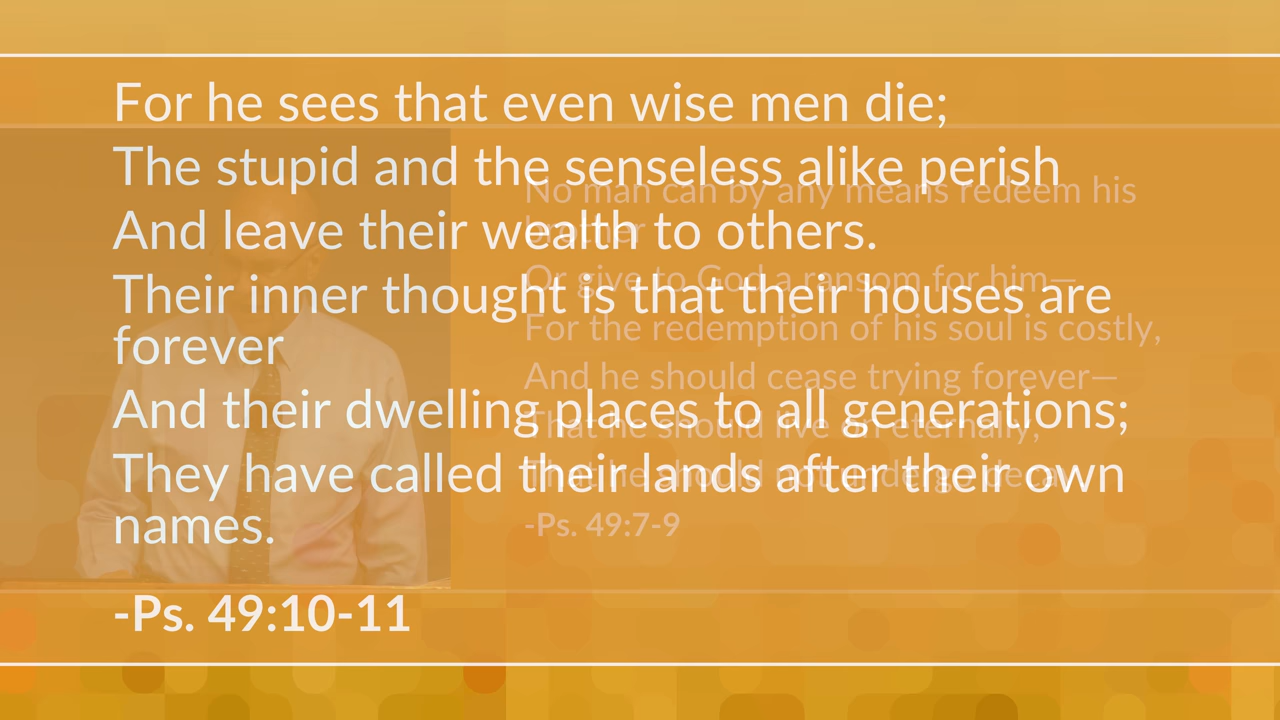 For he sees that even wise men die;
The stupid and the senseless alike perish
And leave their wealth to others.
Their inner thought is that their houses are
forever
And their dwelling places to all generations;
They have called their lands after their own
names.
-Ps. 49:10-11
No man can by any means redeem his
brother
Or give to God a ransom for him—
For the redemption of his soul is costly,
And he should cease trying forever—
That he should live on eternally,
That he should not undergo
-Ps. 49:7-9